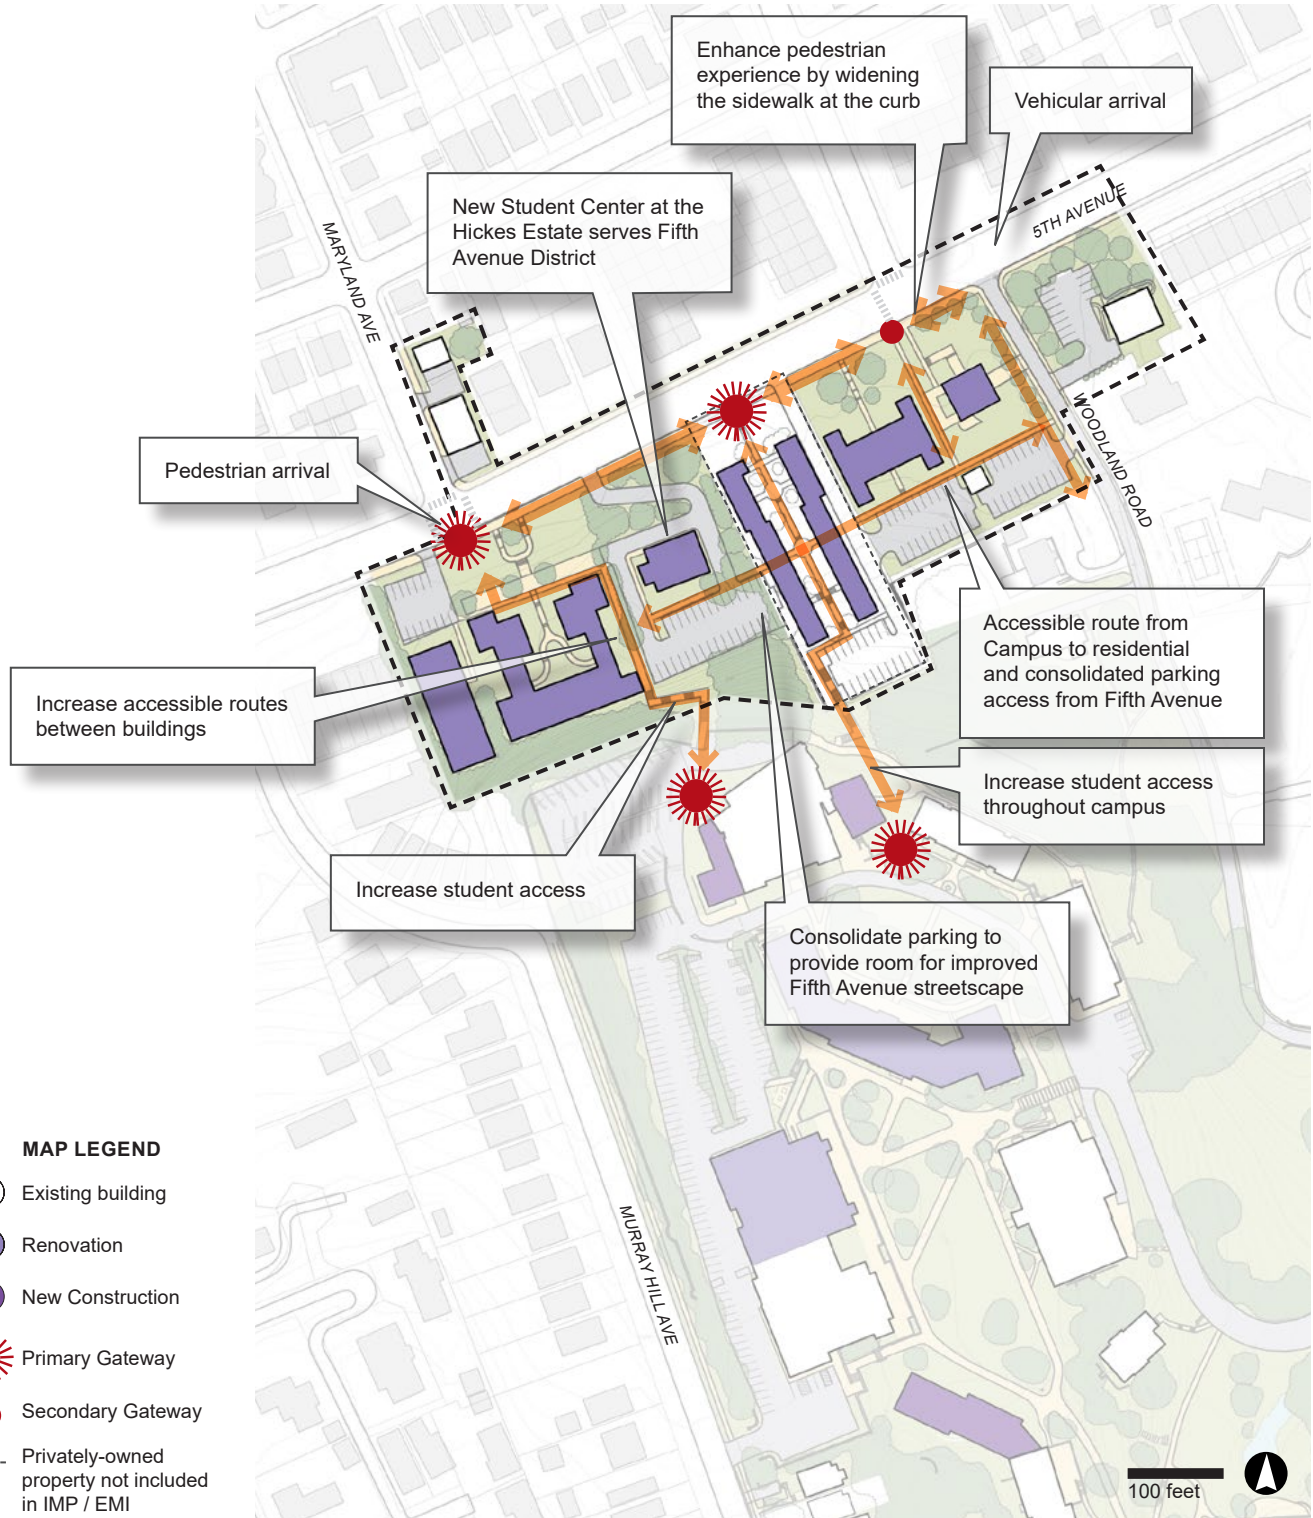 Enhance pedestrian
experience by widening
the sidewalk at the curb
Vehicular arrival
New Student Center at the
Hickes Estate serves Fifth
Avenue District
5TH AVENUE
MARYLAND AVE
WOODLAND ROAD
Pedestrian arrival
Accessible route from
Campus to residential
and consolidated parking
access from Fifth Avenue
Increase accessible routes
between buildings
Increase student access
throughout campus
Increase student access
Consolidate parking to
provide room for improved
Fifth Avenue streetscape
MURRAY HILL AVE
MAP LEGEND
Existing building
Renovation
New Construction
Primary Gateway
Secondary Gateway
Privately-owned
property not included
in IMP / EMI
100 feet